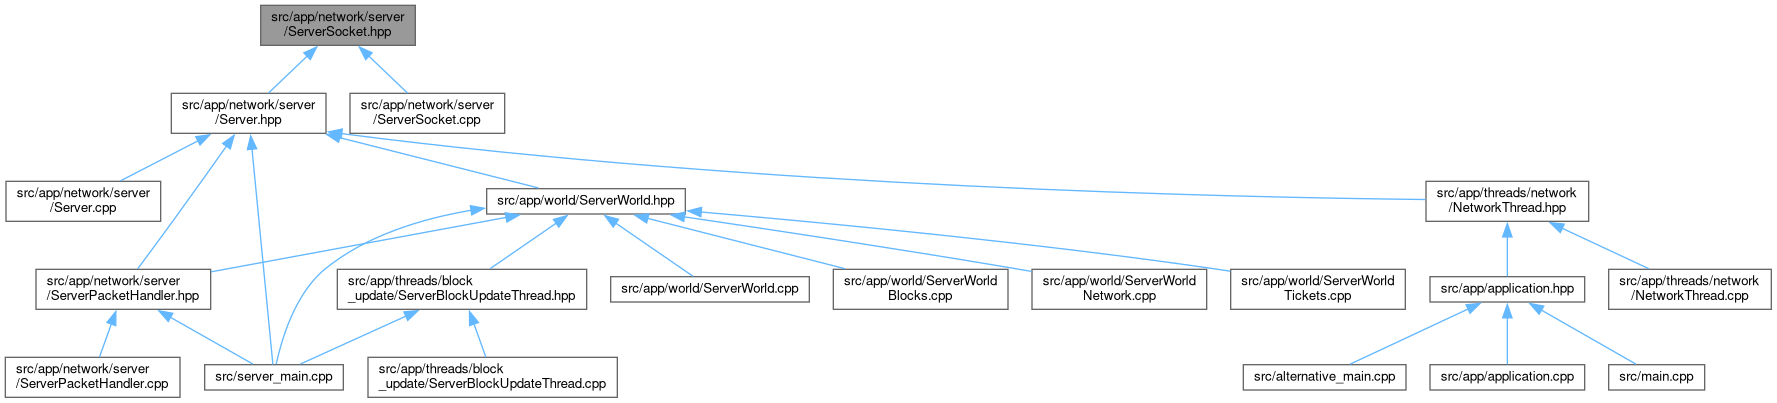 src/app/network/server
/ServerSocket.hpp
src/app/network/server
/Server.hpp
src/app/network/server
/ServerSocket.cpp
src/app/network/server
/Server.cpp
src/app/world/ServerWorld.hpp
src/app/threads/network
/NetworkThread.hpp
src/app/network/server
/ServerPacketHandler.hpp
src/app/threads/block
_update/ServerBlockUpdateThread.hpp
src/app/world/ServerWorld.cpp
src/app/world/ServerWorld
Blocks.cpp
src/app/world/ServerWorld
Network.cpp
src/app/world/ServerWorld
Tickets.cpp
src/app/application.hpp
src/app/threads/network
/NetworkThread.cpp
src/app/network/server
/ServerPacketHandler.cpp
src/server_main.cpp
src/app/threads/block
_update/ServerBlockUpdateThread.cpp
src/alternative_main.cpp
src/app/application.cpp
src/main.cpp